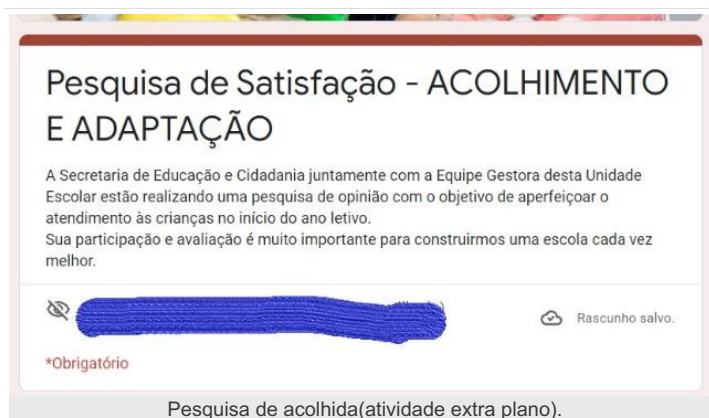 Pesquisa de Satisfação - ACOLHIMENTO
E ADAPTAÇÃO
A Secretaria de Educação e Cidadania juntamente com a Equipe Gestora desta Unidade
Escolar estão realizando uma pesquisa de opinião com o objetivo de aperfeiçoar o
atendimento às crianças no início do ano letivo.
Sua participação e avaliação é muito importante para construirmos uma escola cada vez
melhor.
Rascunho salvo.
*Obrigatório
Pesquisa de acolhida(atividade extra plano).